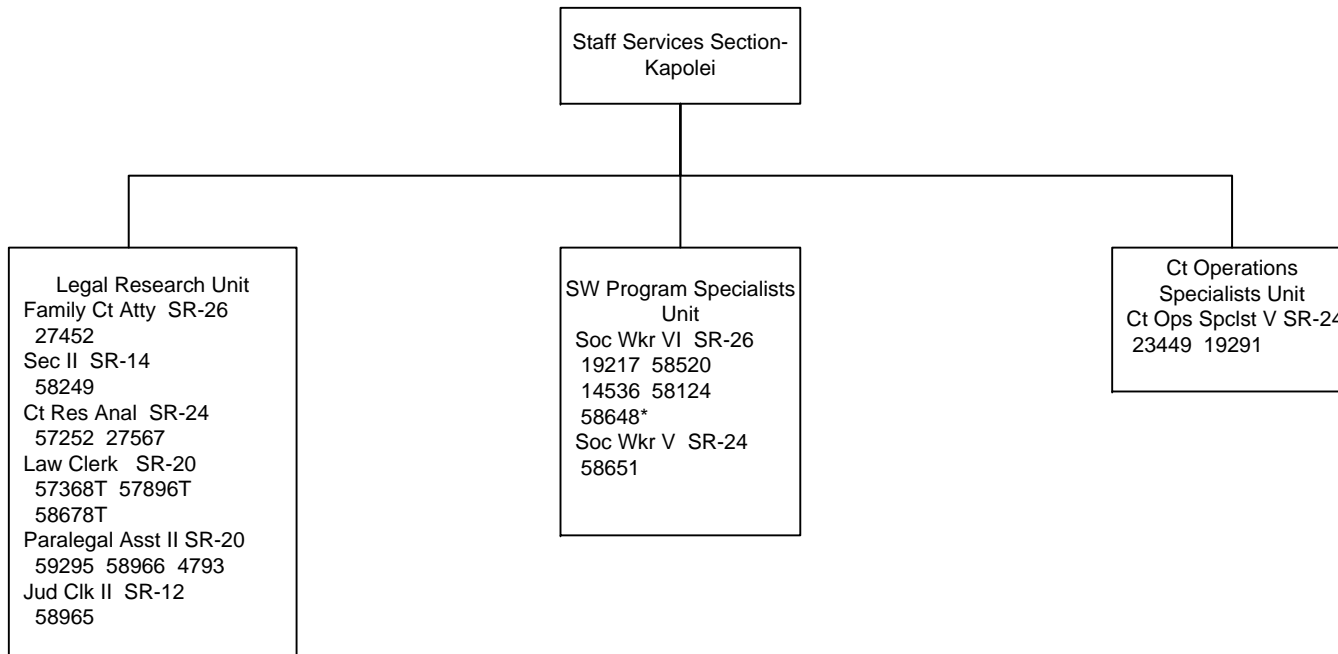 Staff Services Section-
Kapolei
Legal Research Unit
Family Ct Atty SR-26
27452
Sec II SR-14
58249
Ct Res Anal SR-24
57252 27567
Law Clerk SR-20
57368T 57896T
58678T
Paralegal Asst II SR-20
59295 58966 4793
Jud Clk II SR-12
58965
SW Program Specialists
Unit
Soc Wkr VI SR-26
19217 58520
14536 58124
58648*
Soc Wkr V SR-24
58651
Ct Operations
Specialists Unit
Ct Ops Spclst V SR-24
23449 19291